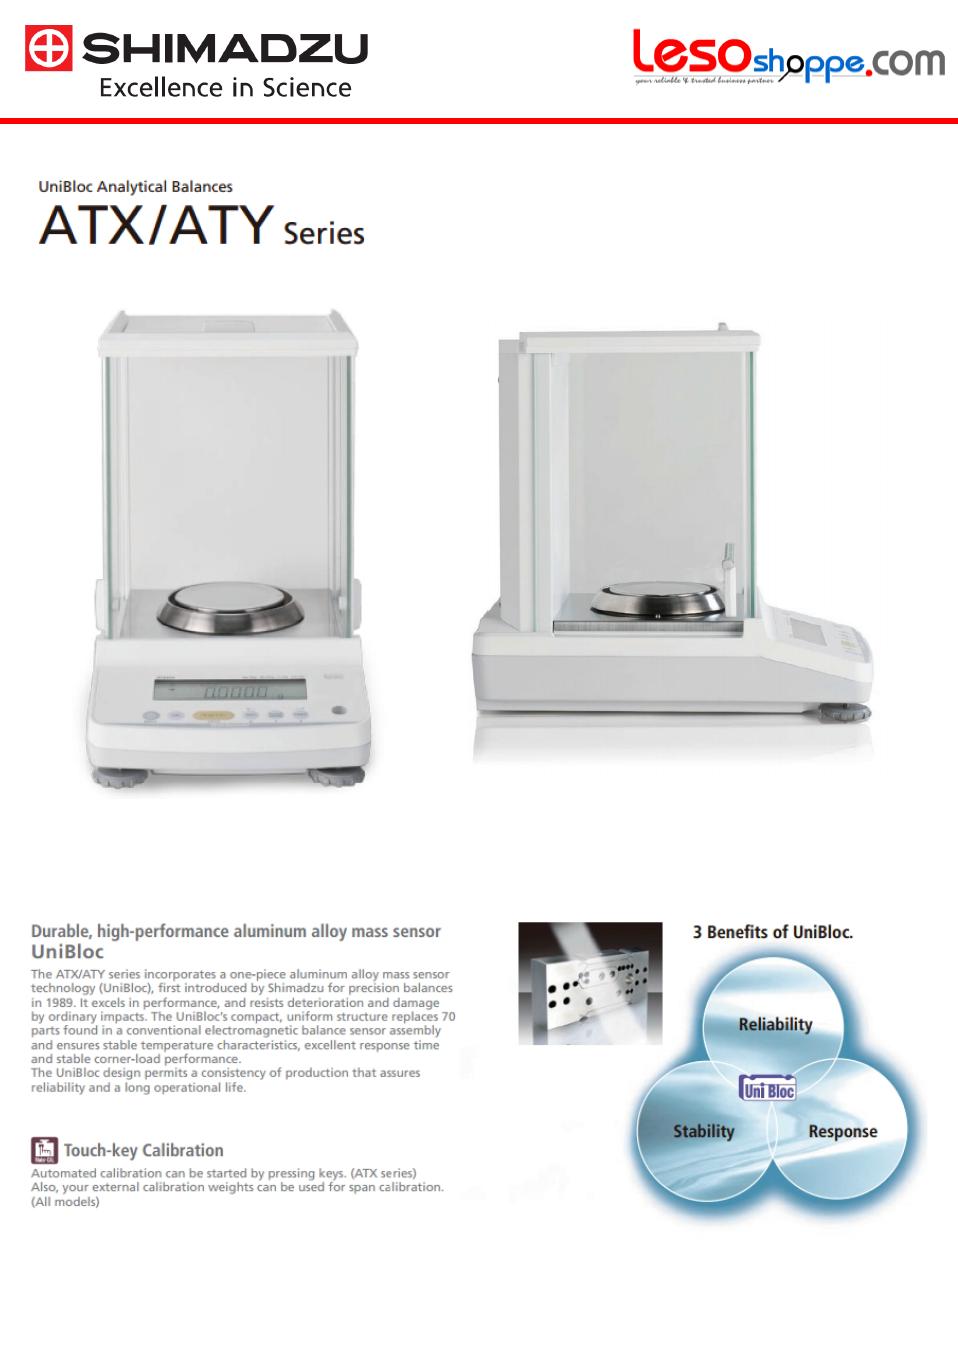 SHIMADZU
Excellence in Science
LESOshoppe.com
your reliable & trusted business partner
UniBloc Analytical Balances
ATX/ATY Series
0.0000 g
Durable, high-performance aluminum alloy mass sensor
UniBloc
The ATX/ATY series incorporates a one-piece aluminum alloy mass sensor
technology (UniBloc), first introduced by Shimadzu for precision balances
in 1989. It excels in performance, and resists deterioration and damage
by ordinary impacts. The UniBloc's compact, uniform structure replaces 70
parts found in a conventional electromagnetic balance sensor assembly
and ensures stable temperature characteristics, excellent response time
and stable corner-load performance.
The UniBloc design permits a consistency of production that assures
reliability and a long operational life.
Touch-key Calibration
Automated calibration can be started by pressing keys. (ATX series)
Also, your external calibration weights can be used for span calibration.
(All models)
3 Benefits of UniBloc.
Reliability
Uni Bloc
Stability
Response